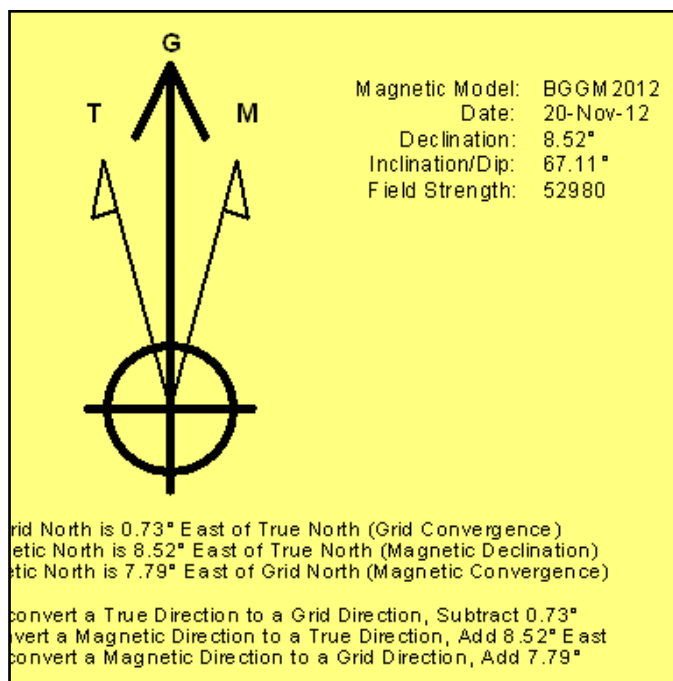 G
T M
Magnetic Model: BGGM2012
Date: 20-Nov-12
Declination: 8.52°
Inclination/Dip: 67.11°
Field Strength: 52980
rid North is 0.73° East of True North (Grid Convergence)
etic North is 8.52° East of True North (Magnetic Declination)
etic North is 7.79° East of Grid North (Magnetic Convergence)
convert a True Direction to a Grid Direction, Subtract 0.73°
vert a Magnetic Direction to a True Direction, Add 8.52° East
convert a Magnetic Direction to a Grid Direction, Add 7.79°